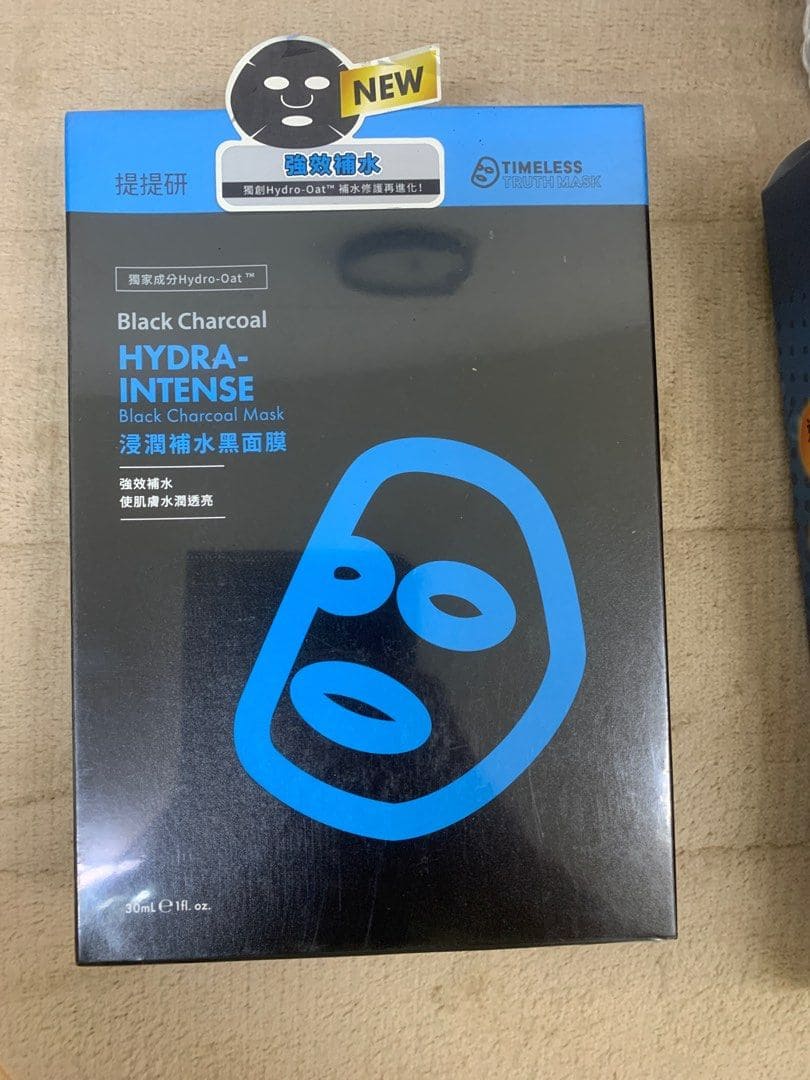 NEW
強效補水
獨創Hydro-Oat™ 補水修護再進化!
提提研
TIMELESS
TRUTH MASK
獨家成分Hydro-Oat™
Black Charcoal
HYDRA-
INTENSE
Black Charcoal Mask
浸潤補水黑面膜
強效補水
使肌膚水潤透亮
30mL ℮ 1fl. oz.